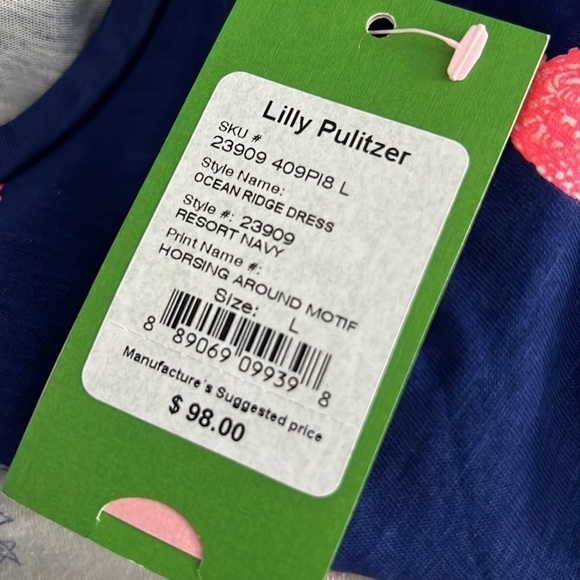 Lilly Pulitzer
SKU #
23909 409PI8 L
Style Name:
OCEAN RIDGE DRESS
Style #: 23909
RESORT NAVY
Print Name #:
HORSING AROUND MOTIF
Size: L
8 89069 09939 8
Manufacture's Suggested price
$ 98.00